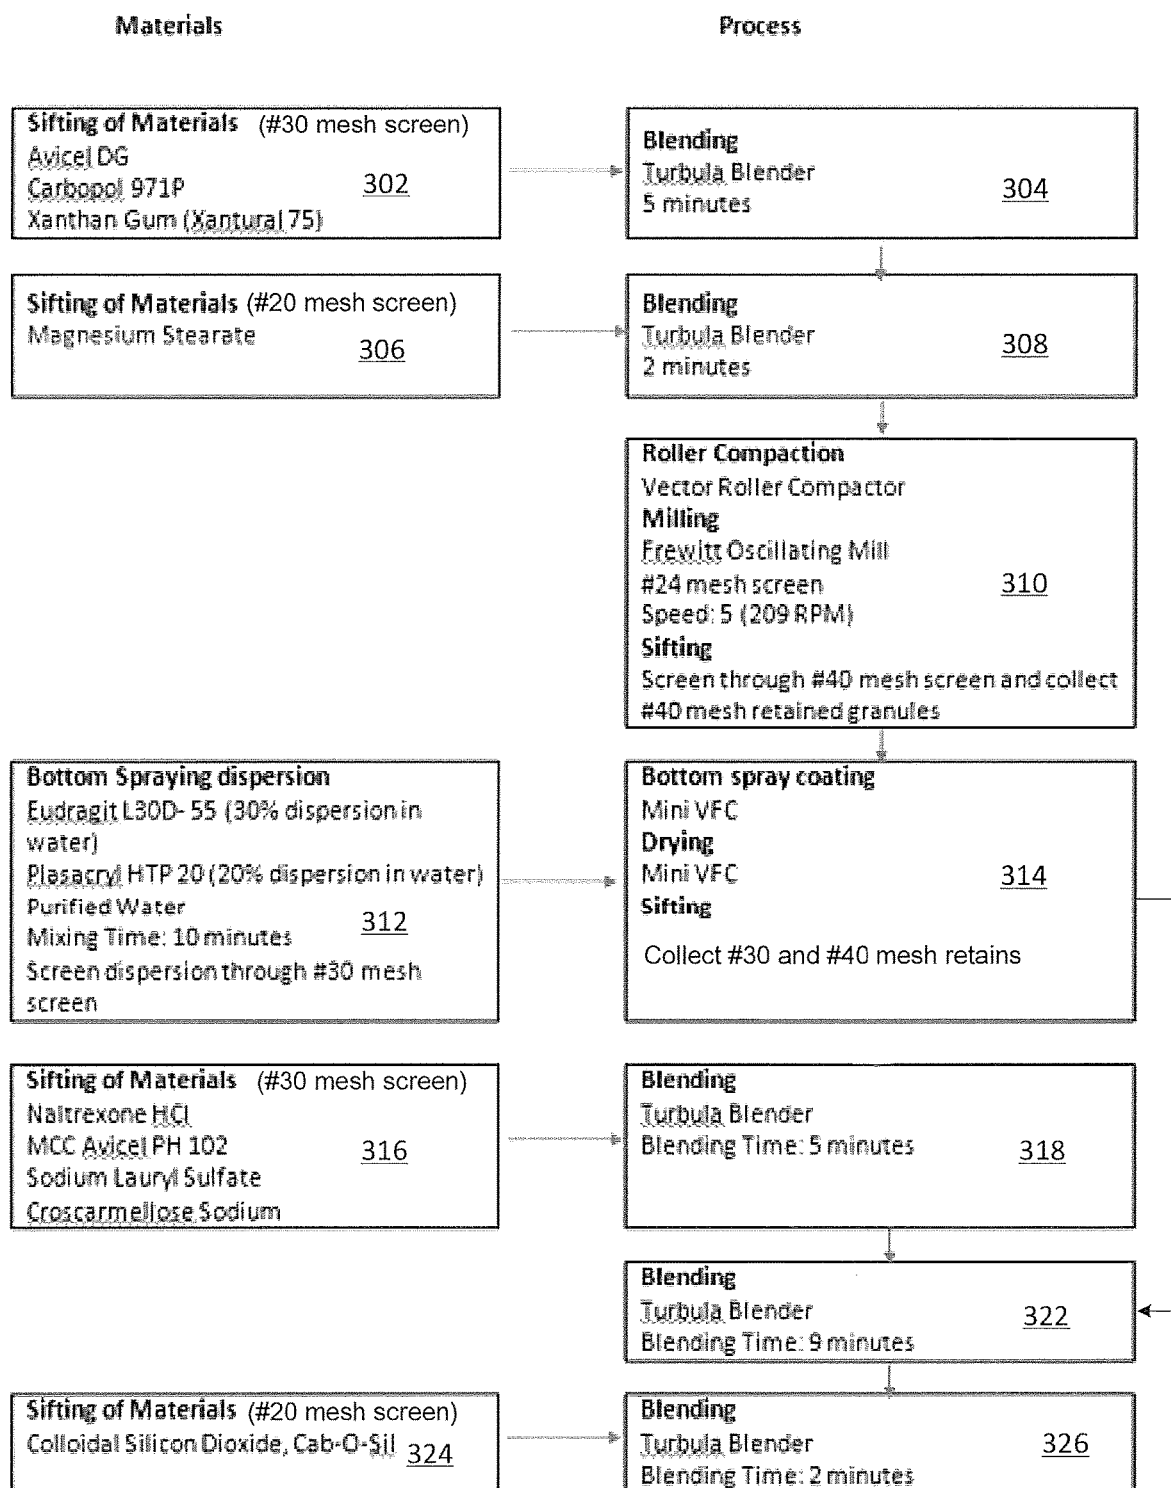 Materials
Process
Sifting of Materials (#30 mesh screen)
Avicel DG
Carbopol 971P
Xanthan Gum (Xantural 75)
302
Blending
Turbula Blender
5 minutes
304
Sifting of Materials (#20 mesh screen)
Magnesium Stearate
306
Blending
Turbula Blender
2 minutes
308
Roller Compaction
Vector Roller Compactor
Milling
Frewitt Oscillating Mill
#24 mesh screen
Speed: 5 (209 RPM)
Sifting
Screen through #40 mesh screen and collect
#40 mesh retained granules
310
Bottom Spraying dispersion
Eudragit L30D- 55 (30% dispersion in
water)
Plasacryl HTP 20 (20% dispersion in water)
Purified Water
Mixing Time: 10 minutes
Screen dispersion through #30 mesh
screen
312
Bottom spray coating
Mini VFC
Drying
Mini VFC
Sifting
Collect #30 and #40 mesh retains
314
Sifting of Materials (#30 mesh screen)
Naltrexone HCl
MCC Avicel PH 102
Sodium Lauryl Sulfate
Croscarmellose Sodium
316
Blending
Turbula Blender
Blending Time: 5 minutes
318
Blending
Turbula Blender
Blending Time: 9 minutes
322
Sifting of Materials (#20 mesh screen)
Colloidal Silicon Dioxide, Cab-O-Sil
324
Blending
Turbula Blender
Blending Time: 2 minutes
326